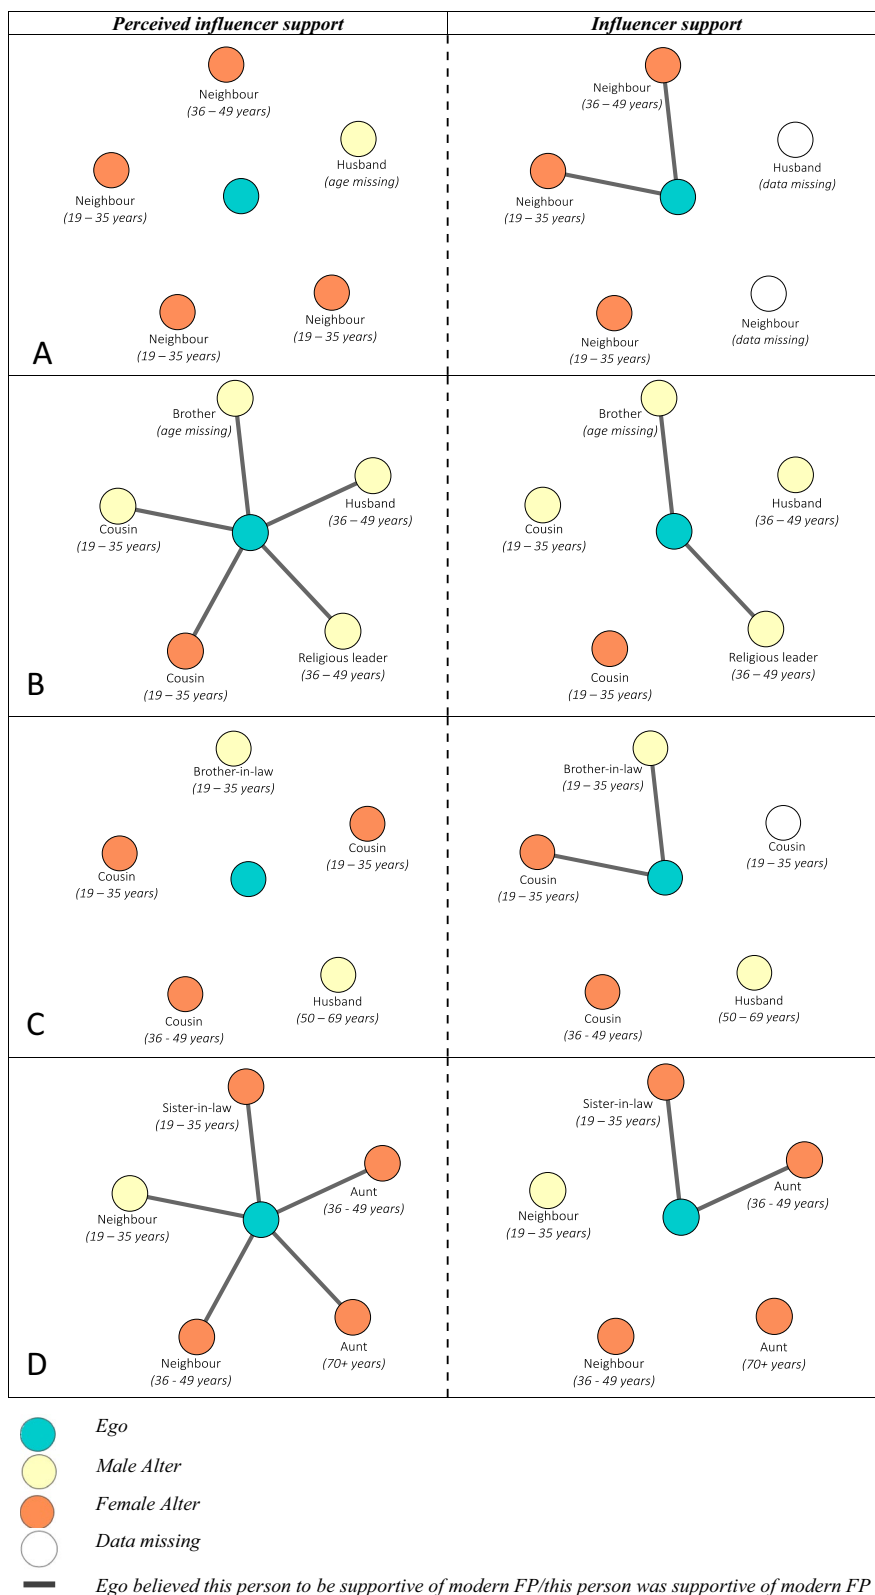 Perceived influencer support
Influencer support
Neighbour
(36 – 49 years)
Husband
(age missing)
Neighbour
(19 – 35 years)
Neighbour
(19 – 35 years)
Neighbour
(19 – 35 years)
A
Neighbour
(36 – 49 years)
Husband
(data missing)
Neighbour
(19 – 35 years)
Neighbour
(data missing)
Neighbour
(19 – 35 years)
Brother
(age missing)
Husband
(36 – 49 years)
Cousin
(19 – 35 years)
Religious leader
(36 – 49 years)
Cousin
(19 – 35 years)
B
Brother
(age missing)
Husband
(36 – 49 years)
Cousin
(19 – 35 years)
Religious leader
(36 – 49 years)
Cousin
(19 – 35 years)
Brother-in-law
(19 – 35 years)
Cousin
(19 – 35 years)
Cousin
(19 – 35 years)
Husband
(50 – 69 years)
Cousin
(36 - 49 years)
C
Brother-in-law
(19 – 35 years)
Cousin
(19 – 35 years)
Cousin
(19 – 35 years)
Husband
(50 – 69 years)
Cousin
(36 - 49 years)
Sister-in-law
(19 – 35 years)
Aunt
(36 - 49 years)
Neighbour
(19 – 35 years)
Aunt
(70+ years)
Neighbour
(36 - 49 years)
D
Sister-in-law
(19 – 35 years)
Aunt
(36 - 49 years)
Neighbour
(19 – 35 years)
Aunt
(70+ years)
Neighbour
(36 - 49 years)
Ego
Male Alter
Female Alter
Data missing
Ego believed this person to be supportive of modern FP/this person was supportive of modern FP